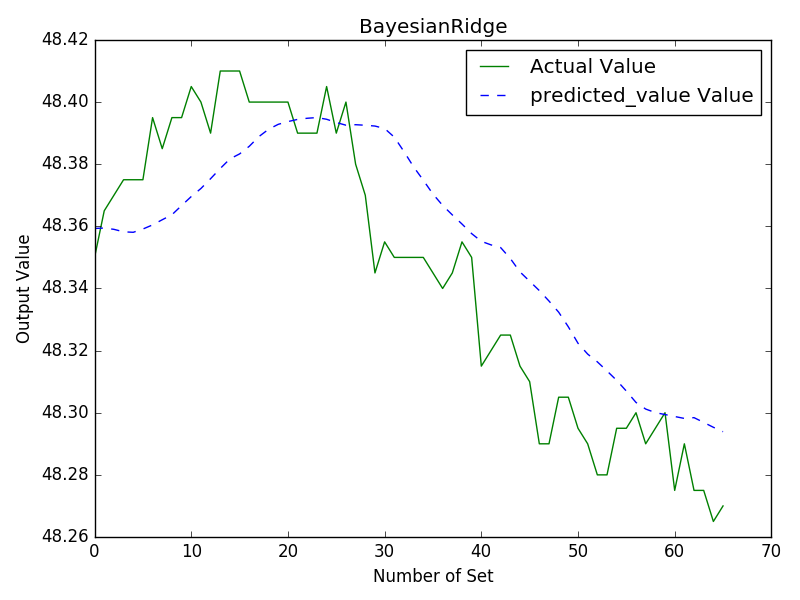 BayesianRidge
Actual Value
predicted_value Value
Output Value
48.42
48.40
48.38
48.36
48.34
48.32
48.30
48.28
48.26
0 10 20 30 40 50 60 70
Number of Set